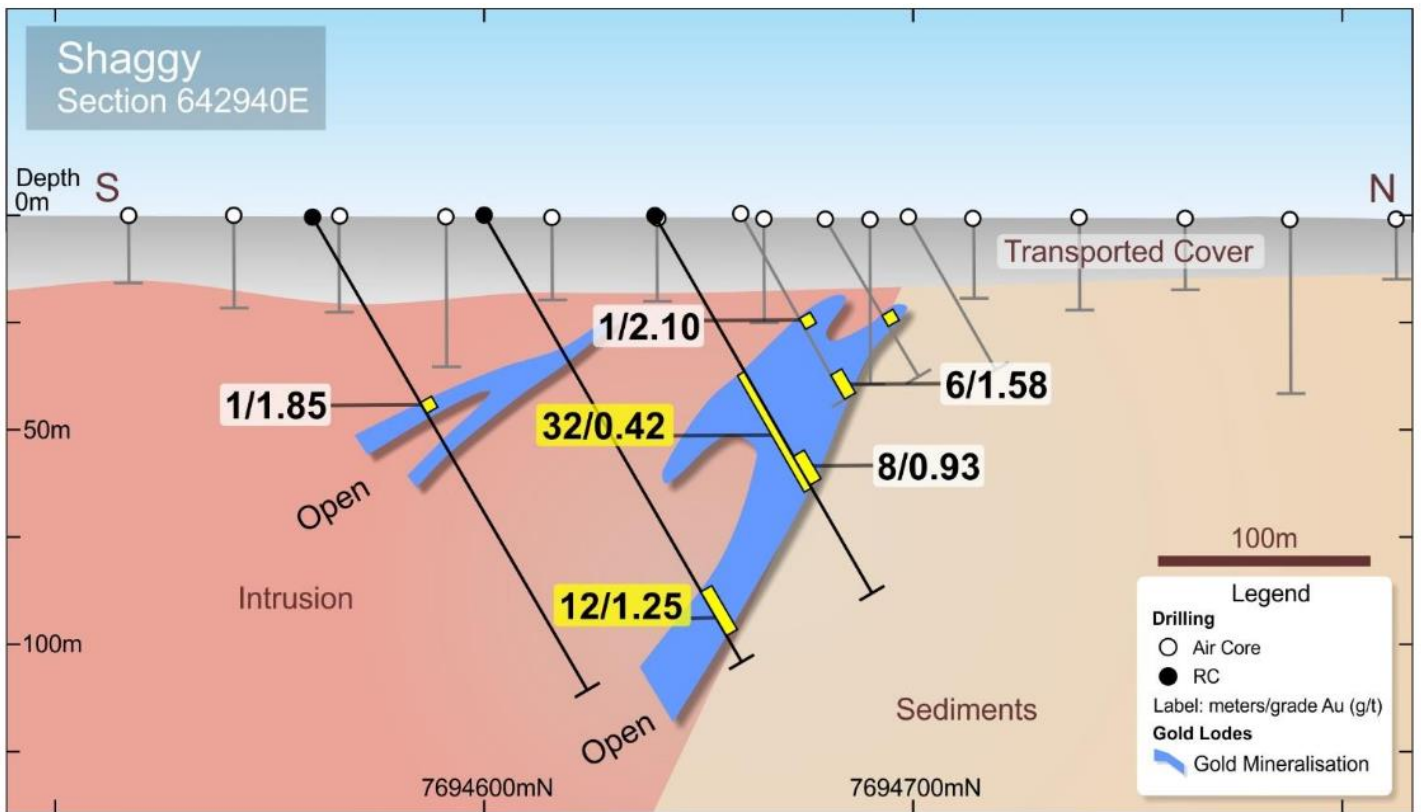 Shaggy
Section 642940E
Depth
0m
S
N
Transported Cover
1/2.10
1/1.85
6/1.58
32/0.42
50m
8/0.93
Open
100m
Intrusion
12/1.25
100m
Sediments
Open
7694600mN
7694700mN
Legend
Drilling
Air Core
RC
Label: meters/grade Au (g/t)
Gold Lodes
Gold Mineralisation